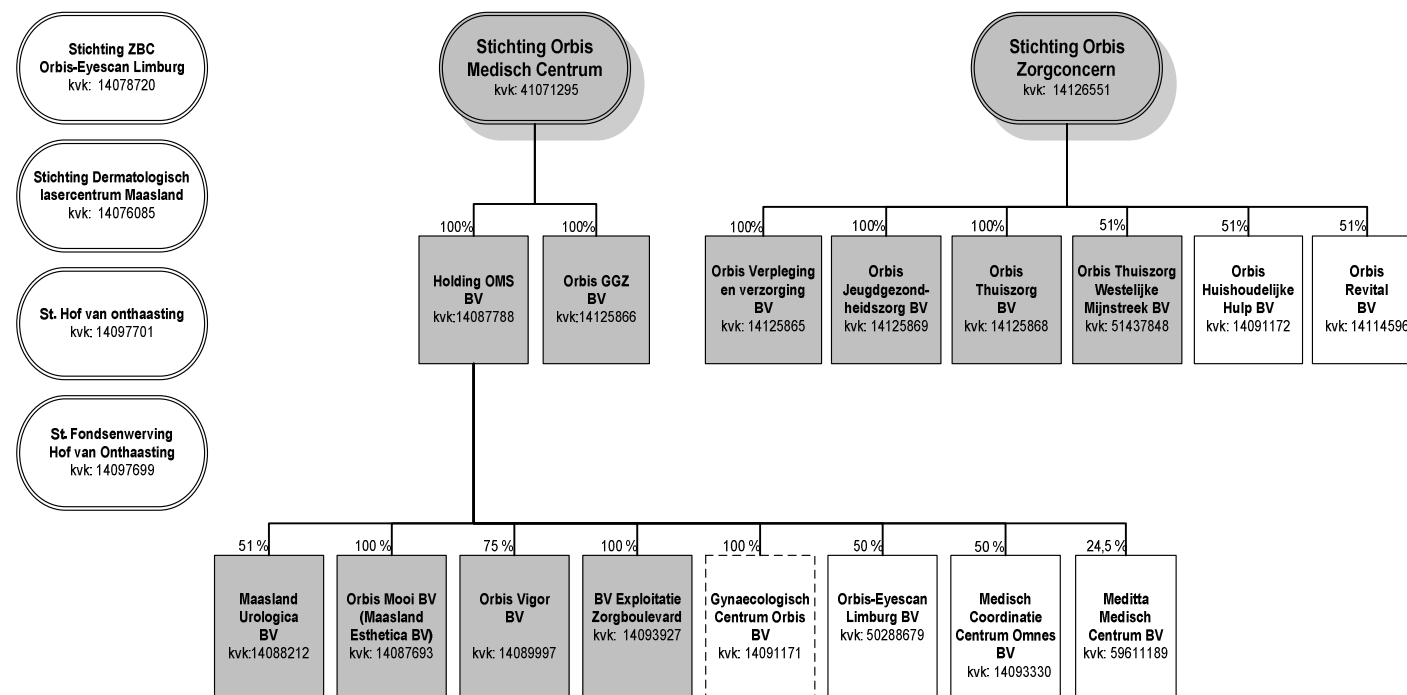 Stichting ZBC
Orbis-Eyescan Limburg
kvk: 14078720
Stichting Dermatologisch
lasercentrum Maasland
kvk: 14076085
St. Hof van onthaasting
kvk: 14097701
St. Fondsenwerving
Hof van Onthaasting
kvk: 14097699
Stichting Orbis
Medisch Centrum
kvk: 41071295
Stichting Orbis
Zorgconcern
kvk: 14126551
100%
Holding OMS
BV
kvk:14087788
100%
Orbis GGZ
BV
kvk:14125866
100%
Orbis Verpleging
en verzorging
BV
kvk: 14125865
100%
Orbis
Jeugdgezond-
heidszorg BV
kvk: 14125869
100%
Orbis
Thuiszorg
BV
kvk: 14125868
51%
Orbis Thuiszorg
Westelijke
Mijnstreek BV
kvk: 51437848
51%
Orbis
Huishoudelijke
Hulp BV
kvk: 14091172
51%
Orbis
Revital
BV
kvk: 14114596
51 %
Maasland
Urologica
BV
kvk:14088212
100 %
Orbis Mooi BV
(Maasland
Esthetica BV)
kvk: 14087693
75 %
Orbis Vigor
BV
kvk: 14089997
100 %
BV Exploitatie
Zorgboulevard
kvk: 14093927
100 %
Gynaecologisch
Centrum Orbis
BV
kvk: 14091171
50 %
Orbis-Eyescan
Limburg BV
kvk: 50288679
50 %
Medisch
Coordinatie
Centrum Omnes
BV
kvk: 14093330
24,5 %
Meditta
Medisch
Centrum BV
kvk: 59611189